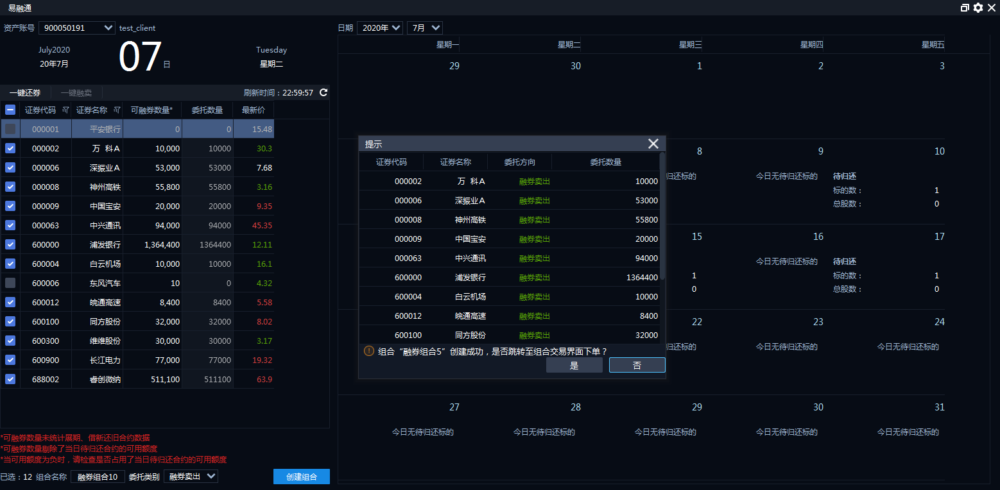 易融通
资产账号 900050191 test_client
July2020 07 日 Tuesday
20年7月 星期二
一键还券 一键融卖 刷新时间：22:59:57
证券代码 证券名称 可融券数量* 委托数量 最新价
000001 平安银行 0 0 15.48
000002 万 科A 10,000 10000 30.3
000006 深振业A 53,000 53000 7.68
000008 神州高铁 55,800 55800 3.16
000009 中国宝安 20,000 20000 9.35
000063 中兴通讯 94,000 94000 45.35
600000 浦发银行 1,364,400 1364400 12.11
600004 白云机场 10,000 10000 16.1
600006 东风汽车 10 0 4.32
600012 皖通高速 8,400 8400 5.58
600100 同方股份 32,000 32000 8.02
600300 维维股份 30,000 30000 3.17
600900 长江电力 77,000 77000 19.32
688002 睿创微纳 511,100 511100 63.9
*可融券数量未统计展期、借新还旧合约数据
*可融券数量剔除了当日待归还合约的可用额度
*当可用额度为负时，请检查是否占用了当日待归还合约的可用额度
已选：12 组合名称 融券组合10 委托类别 融券卖出 创建组合
日期 2020年 7月
星期一 星期二 星期三 星期四 星期五
29 30 1 2 3
8 9 10
归还标的 今日无待归还标的 待归还
标的数： 1
总股数： 0
15 16 17
今日无待归还标的 待归还
1 标的数： 1
0 总股数： 0
22 23 24
归还标的 今日无待归还标的 今日无待归还标的
27 28 29 30 31
今日无待归还标的 今日无待归还标的 今日无待归还标的 今日无待归还标的 今日无待归还标的
提示
证券代码 证券名称 委托方向 委托数量
000002 万 科A 融券卖出 10000
000006 深振业A 融券卖出 53000
000008 神州高铁 融券卖出 55800
000009 中国宝安 融券卖出 20000
000063 中兴通讯 融券卖出 94000
600000 浦发银行 融券卖出 1364400
600004 白云机场 融券卖出 10000
600012 皖通高速 融券卖出 8400
600100 同方股份 融券卖出 32000
组合“融券组合5”创建成功，是否跳转至组合交易界面下单？
是 否